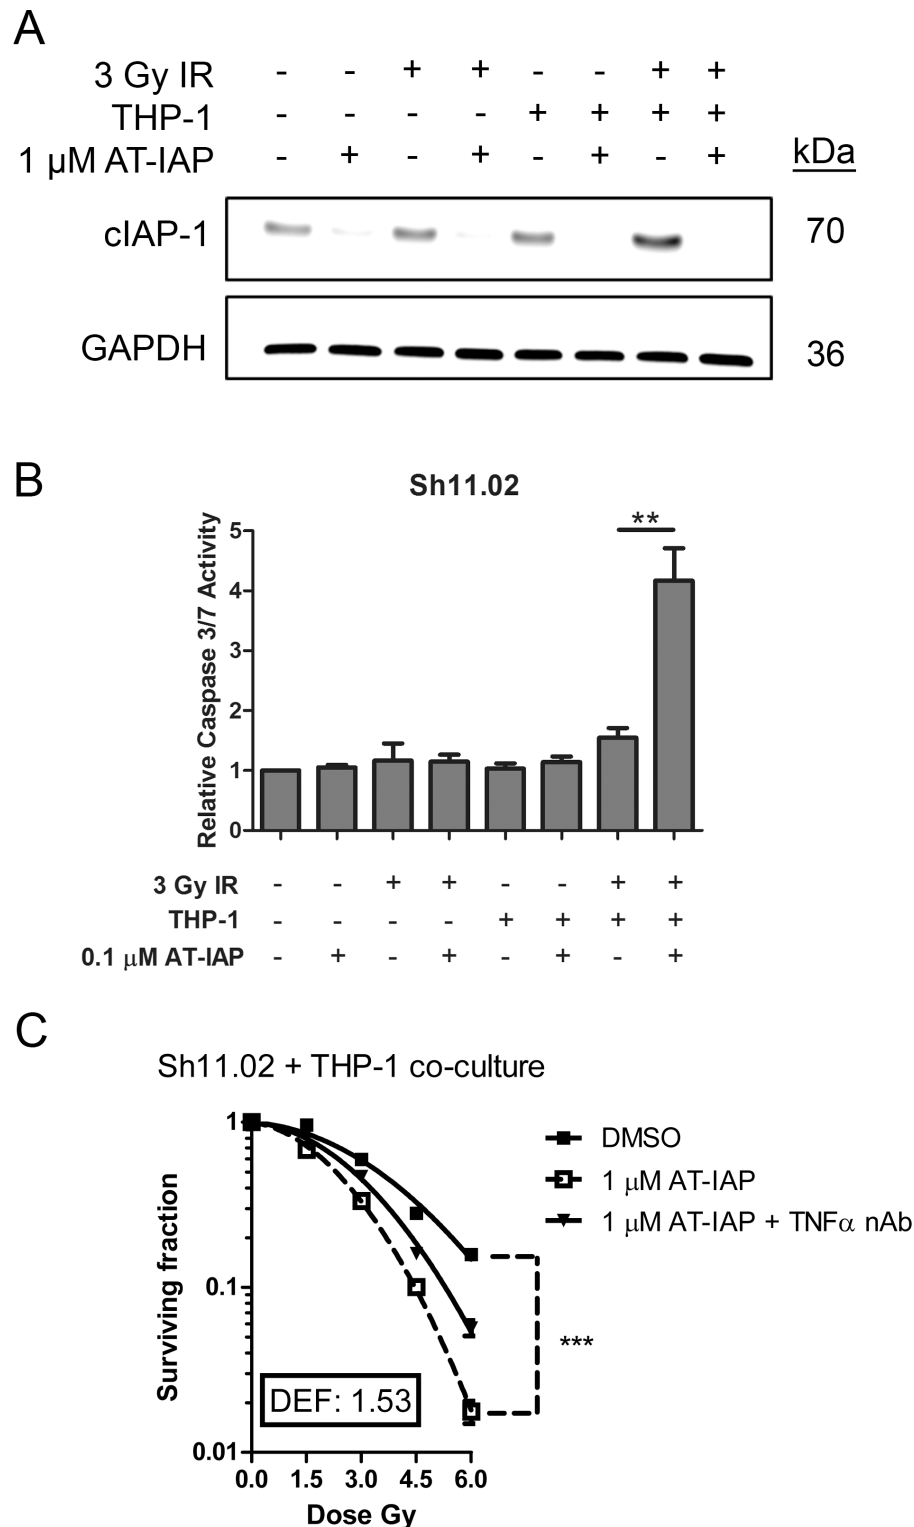 A
3 Gy IR - - + + - - + +
THP-1 - - - - + + + +
1 µM AT-IAP - + - + - + - +
kDa
cIAP-1 70
GAPDH 36
B
Sh11.02
**
Relative Caspase 3/7 Activity
5
4
3
2
1
0
3 Gy IR - - + + - - + +
THP-1 - - - - + + + +
0.1 µM AT-IAP - + - + - + - +
C
Sh11.02 + THP-1 co-culture
Surviving fraction
1
0.1
0.01
DMSO
1 µM AT-IAP
1 µM AT-IAP + TNFα nAb
***
DEF: 1.53
0.0 1.5 3.0 4.5 6.0
Dose Gy